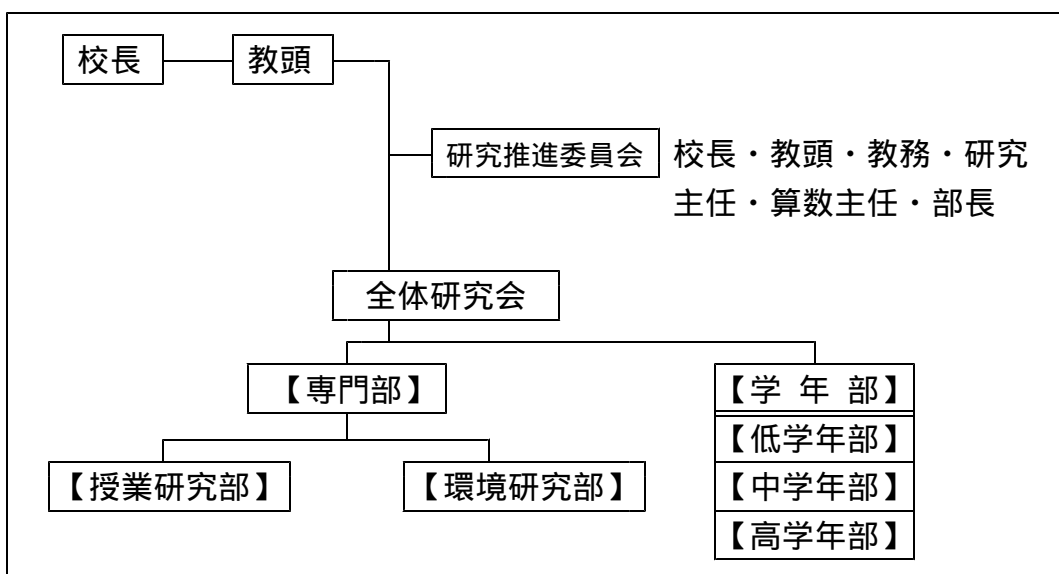 校長
教頭
研究推進委員会
校長・教頭・教務・研究
主任・算数主任・部長
全体研究会
【専門部】
【学 年 部】
【低学年部】
【授業研究部】
【環境研究部】
【中学年部】
【高学年部】